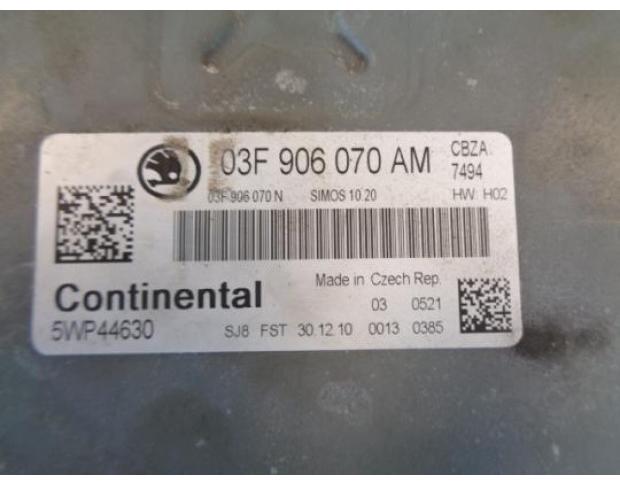 03F 906 070 AM CBZA
7494
03F 906 070 N SIMOS 10.20 HW: H02
Made in Czech Rep.
Continental 03 0521
5WP44630 SJ8 FST 30.12.10 0013 0385